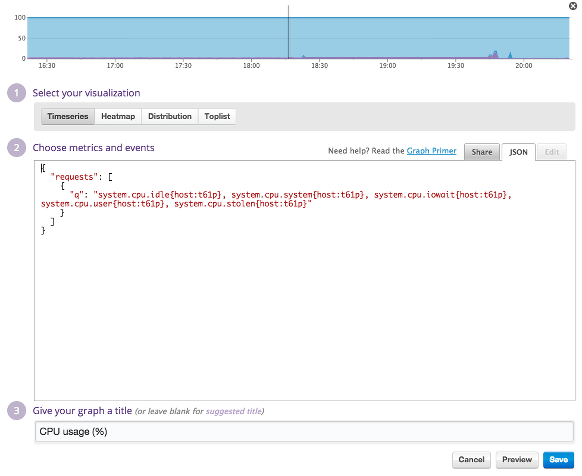 100
50
0
16:30 17:00 17:30 18:00 18:30 19:00 19:30 20:00
1 Select your visualization
Timeseries Heatmap Distribution Toplist
2 Choose metrics and events
Need help? Read the Graph Primer Share JSON Edit
{
"requests": [
{
"q": "system.cpu.idle{host:t61p}, system.cpu.system{host:t61p}, system.cpu.iowait{host:t61p},
system.cpu.user{host:t61p}, system.cpu.stolen{host:t61p}"
}
]
}
3 Give your graph a title (or leave blank for suggested title)
CPU usage (%)
Cancel Preview Save